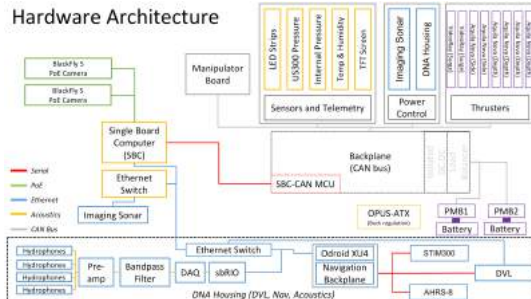 Hardware Architecture
BlackFly S
PoE Camera
BlackFly S
PoE Camera
Manipulator
Board
LED Strips
US300 Pressure
Internal Pressure
Temp & Humidity
TFT Screen
Sensors and Telemetry
Imaging Sonar
DNA Housing
Power
Control
Thrusters
Single Board
Computer
(SBC)
Ethernet
Switch
Imaging Sonar
Serial
PoE
Ethernet
Acoustics
CAN Bus
Backplane
(CAN bus)
SBC-CAN MCU
OPUS-ATX
PMB1
Battery
PMB2
Battery
Hydrophones
Hydrophones
Hydrophones
Hydrophones
Pre-
amp
Bandpass
Filter
DAQ
sbRIO
Ethernet Switch
Odroid XU4
Navigation
Backplane
STIM300
DVL
AHRS-8
DNA Housing (DVL, Nav, Acoustics)